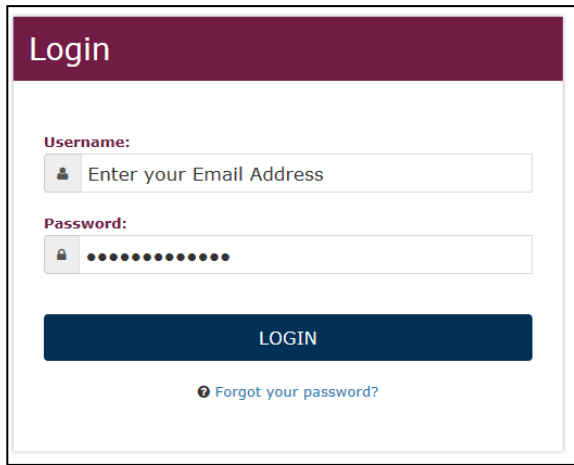 Login
Username:
Enter your Email Address
Password:
•••••••••••••
LOGIN
Forgot your password?